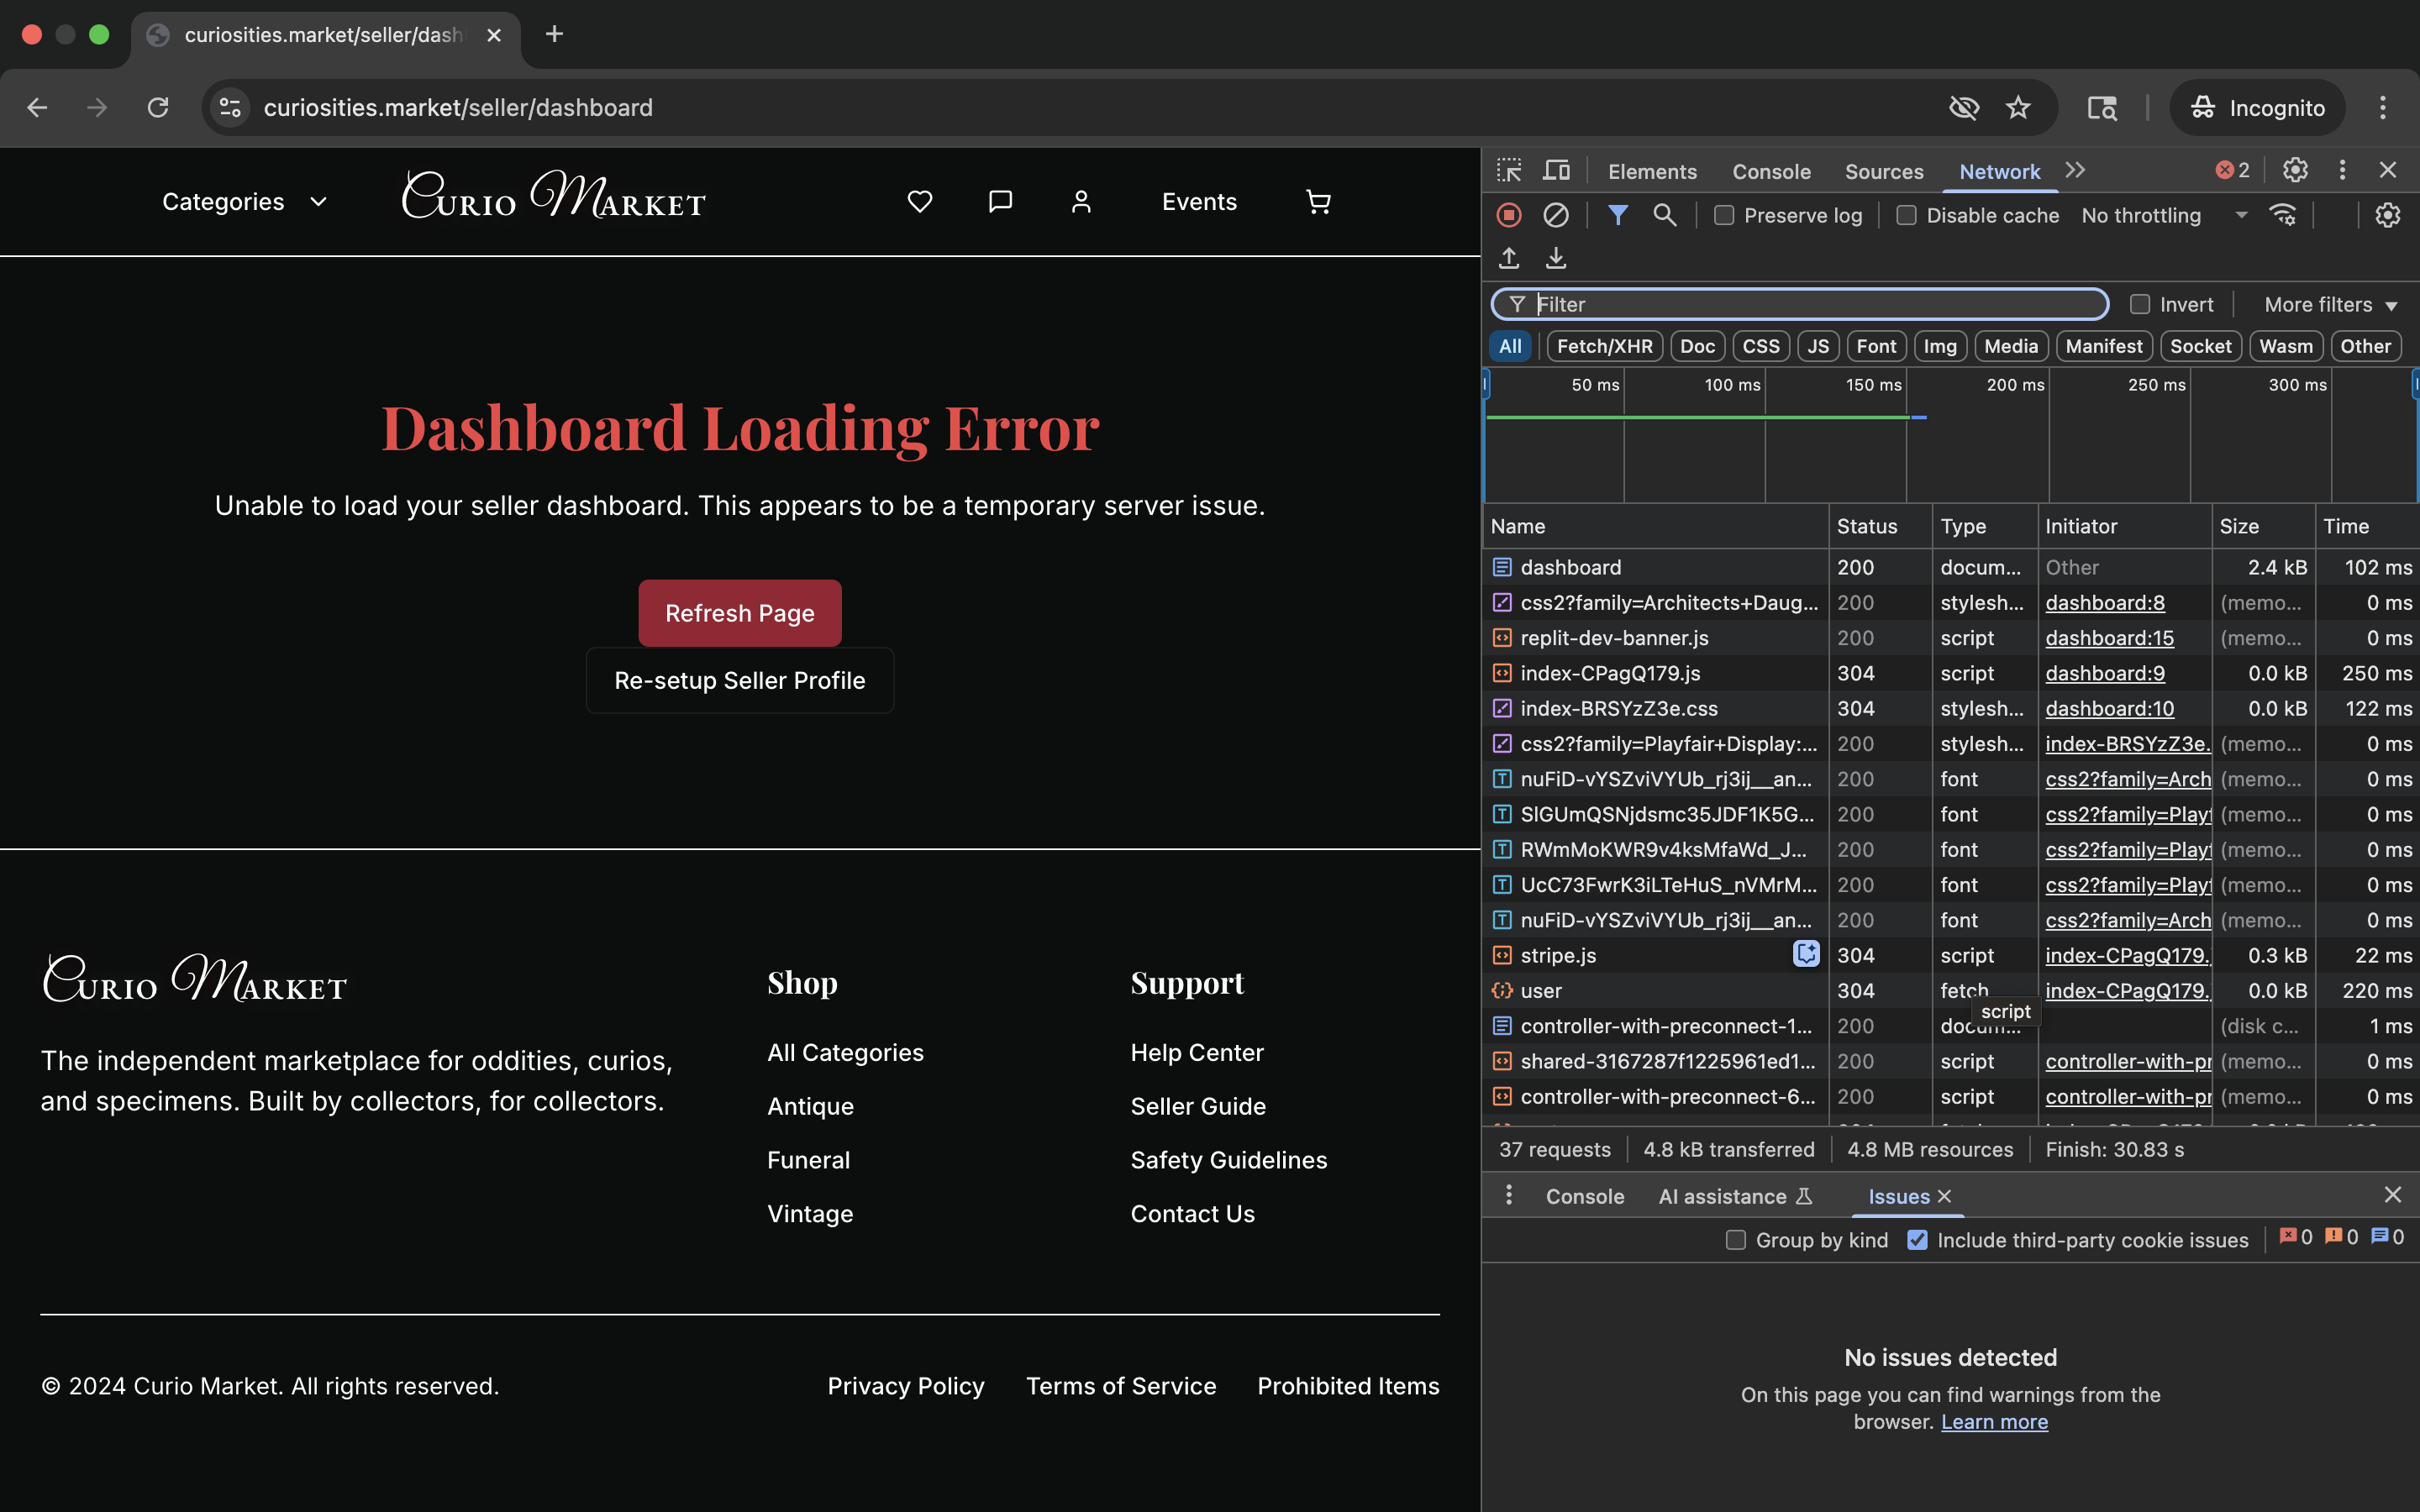 curiosities.market/seller/dash
curiosities.market/seller/dashboard
Incognito
Categories
Curio Market
Events
Dashboard Loading Error
Unable to load your seller dashboard. This appears to be a temporary server issue.
Refresh Page
Re-setup Seller Profile
Curio Market
The independent marketplace for oddities, curios,
and specimens. Built by collectors, for collectors.
Shop
All Categories
Antique
Funeral
Vintage
Support
Help Center
Seller Guide
Safety Guidelines
Contact Us
© 2024 Curio Market. All rights reserved.
Privacy Policy Terms of Service Prohibited Items
Elements Console Sources Network 2
Preserve log Disable cache No throttling
Filter Invert More filters
All Fetch/XHR Doc CSS JS Font Img Media Manifest Socket Wasm Other
50 ms 100 ms 150 ms 200 ms 250 ms 300 ms
Name Status Type Initiator Size Time
dashboard 200 docum... Other 2.4 kB 102 ms
css2?family=Architects+Daug... 200 stylesh... dashboard:8 (memo... 0 ms
replit-dev-banner.js 200 script dashboard:15 (memo... 0 ms
index-CPagQ179.js 304 script dashboard:9 0.0 kB 250 ms
index-BRSYzZ3e.css 304 stylesh... dashboard:10 0.0 kB 122 ms
css2?family=Playfair+Display:... 200 stylesh... index-BRSYzZ3e. (memo... 0 ms
nuFiD-vYSZviVYUb_rj3ij__an... 200 font css2?family=Arch (memo... 0 ms
SlGUmQSNjdsmc35JDF1K5G... 200 font css2?family=Playf (memo... 0 ms
RWmMoKWR9v4ksMfaWd_J... 200 font css2?family=Playf (memo... 0 ms
UcC73FwrK3iLTeHuS_nVMrM... 200 font css2?family=Playf (memo... 0 ms
nuFiD-vYSZviVYUb_rj3ij__an... 200 font css2?family=Arch (memo... 0 ms
stripe.js 304 script index-CPagQ179. 0.3 kB 22 ms
user 304 fetch index-CPagQ179. 0.0 kB 220 ms
script
controller-with-preconnect-1... 200 docum... (disk c... 1 ms
shared-3167287f1225961ed1... 200 script controller-with-pr (memo... 0 ms
controller-with-preconnect-6... 200 script controller-with-pr (memo... 0 ms
37 requests 4.8 kB transferred 4.8 MB resources Finish: 30.83 s
Console AI assistance Issues
Group by kind Include third-party cookie issues 0 0 0
No issues detected
On this page you can find warnings from the
browser. Learn more